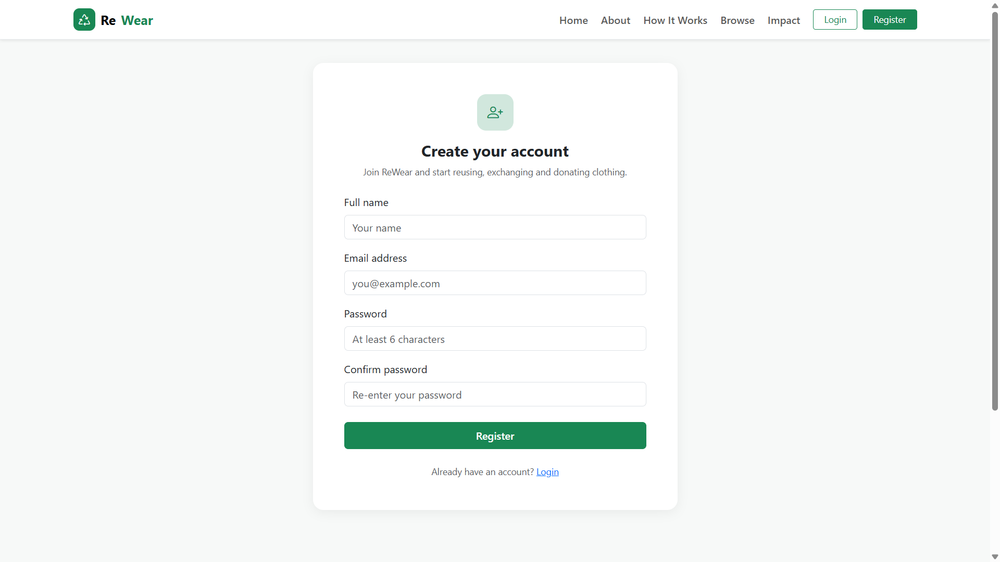 Re Wear Home About How It Works Browse Impact Login Register
Create your account
Join ReWear and start reusing, exchanging and donating clothing.
Full name
Your name
Email address
you@example.com
Password
At least 6 characters
Confirm password
Re-enter your password
Register
Already have an account? Login